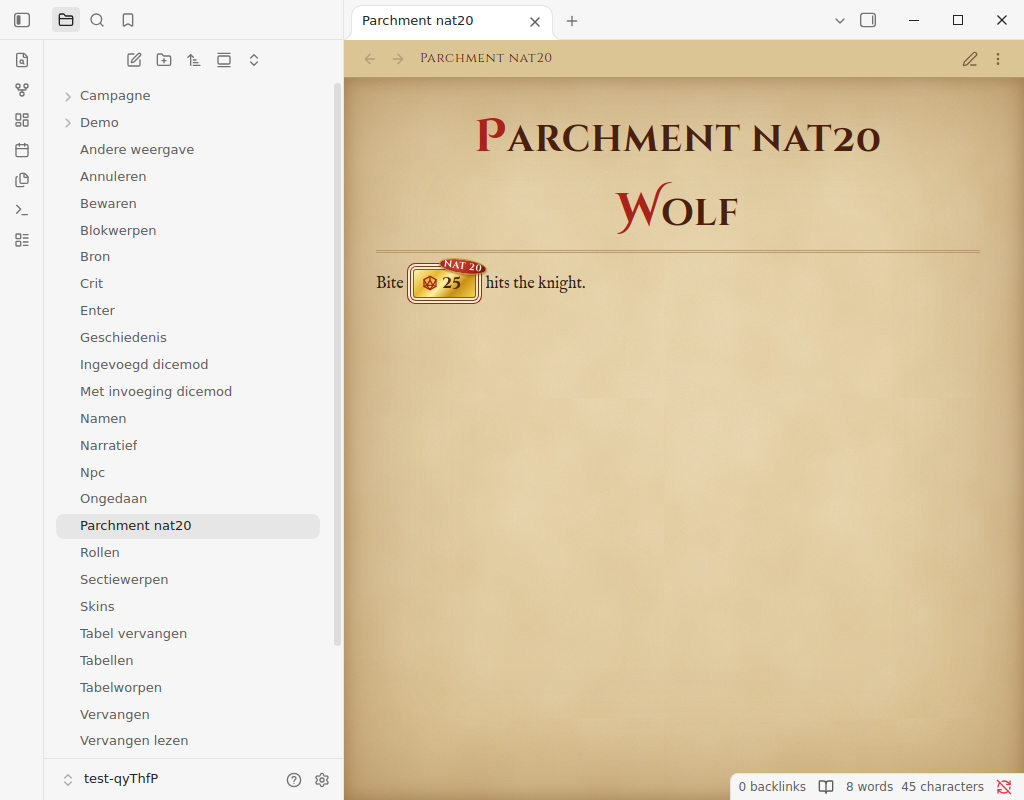 Parchment nat20
Parchment nat20
Campagne
Demo
Andere weergave
Annuleren
Bewaren
Blokwerpen
Bron
Crit
Enter
Geschiedenis
Ingevoegd dicemod
Met invoeging dicemod
Namen
Narratief
Npc
Ongedaan
Parchment nat20
Rollen
Sectiewerpen
Skins
Tabel vervangen
Tabellen
Tabelworpen
Vervangen
Vervangen lezen
test-qyThfP
Parchment nat20
Wolf
NAT 20
Bite 25 hits the knight.
0 backlinks 8 words 45 characters